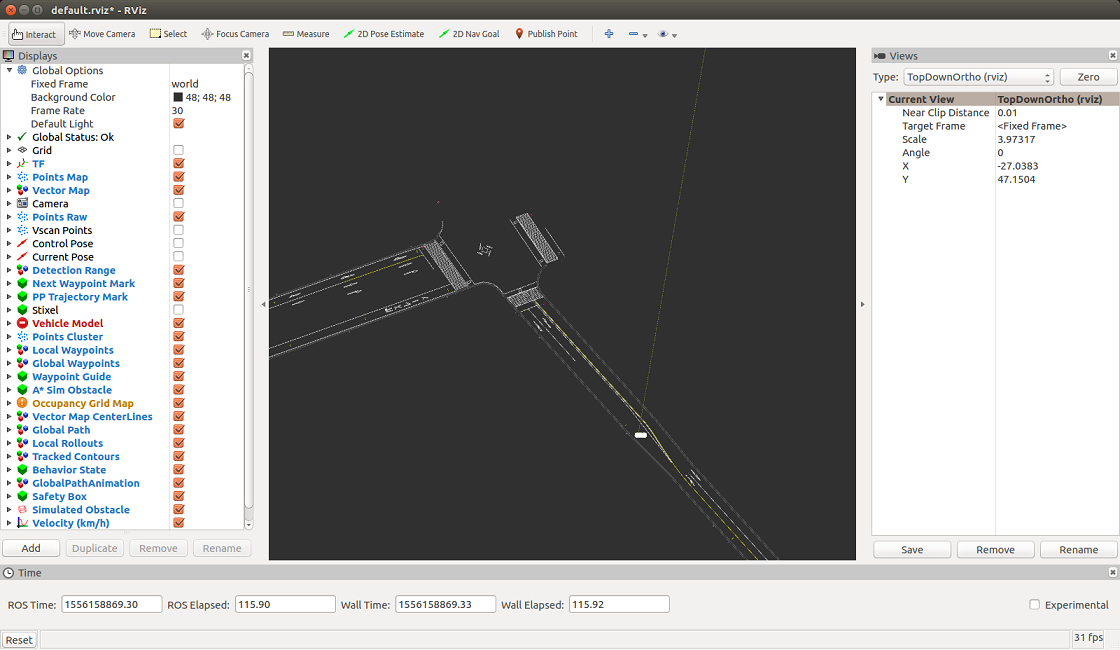 default.rviz* - RViz
Interact Move Camera Select Focus Camera Measure 2D Pose Estimate 2D Nav Goal Publish Point
Displays
Global Options
Fixed Frame world
Background Color 48; 48; 48
Frame Rate 30
Default Light
Global Status: Ok
Grid
TF
Points Map
Vector Map
Camera
Points Raw
Vscan Points
Control Pose
Current Pose
Detection Range
Next Waypoint Mark
PP Trajectory Mark
Stixel
Vehicle Model
Points Cluster
Local Waypoints
Global Waypoints
Waypoint Guide
A* Sim Obstacle
Occupancy Grid Map
Vector Map CenterLines
Global Path
Local Rollouts
Tracked Contours
Behavior State
GlobalPathAnimation
Safety Box
Simulated Obstacle
Velocity (km/h)
Add Duplicate Remove Rename
Views
Type: TopDownOrtho (rviz) Zero
Current View TopDownOrtho (rviz)
Near Clip Distance 0.01
Target Frame <Fixed Frame>
Scale 3.97317
Angle 0
X -27.0383
Y 47.1504
Save Remove Rename
Time
ROS Time: 1556158869.30 ROS Elapsed: 115.90 Wall Time: 1556158869.33 Wall Elapsed: 115.92 Experimental
Reset 31 fps